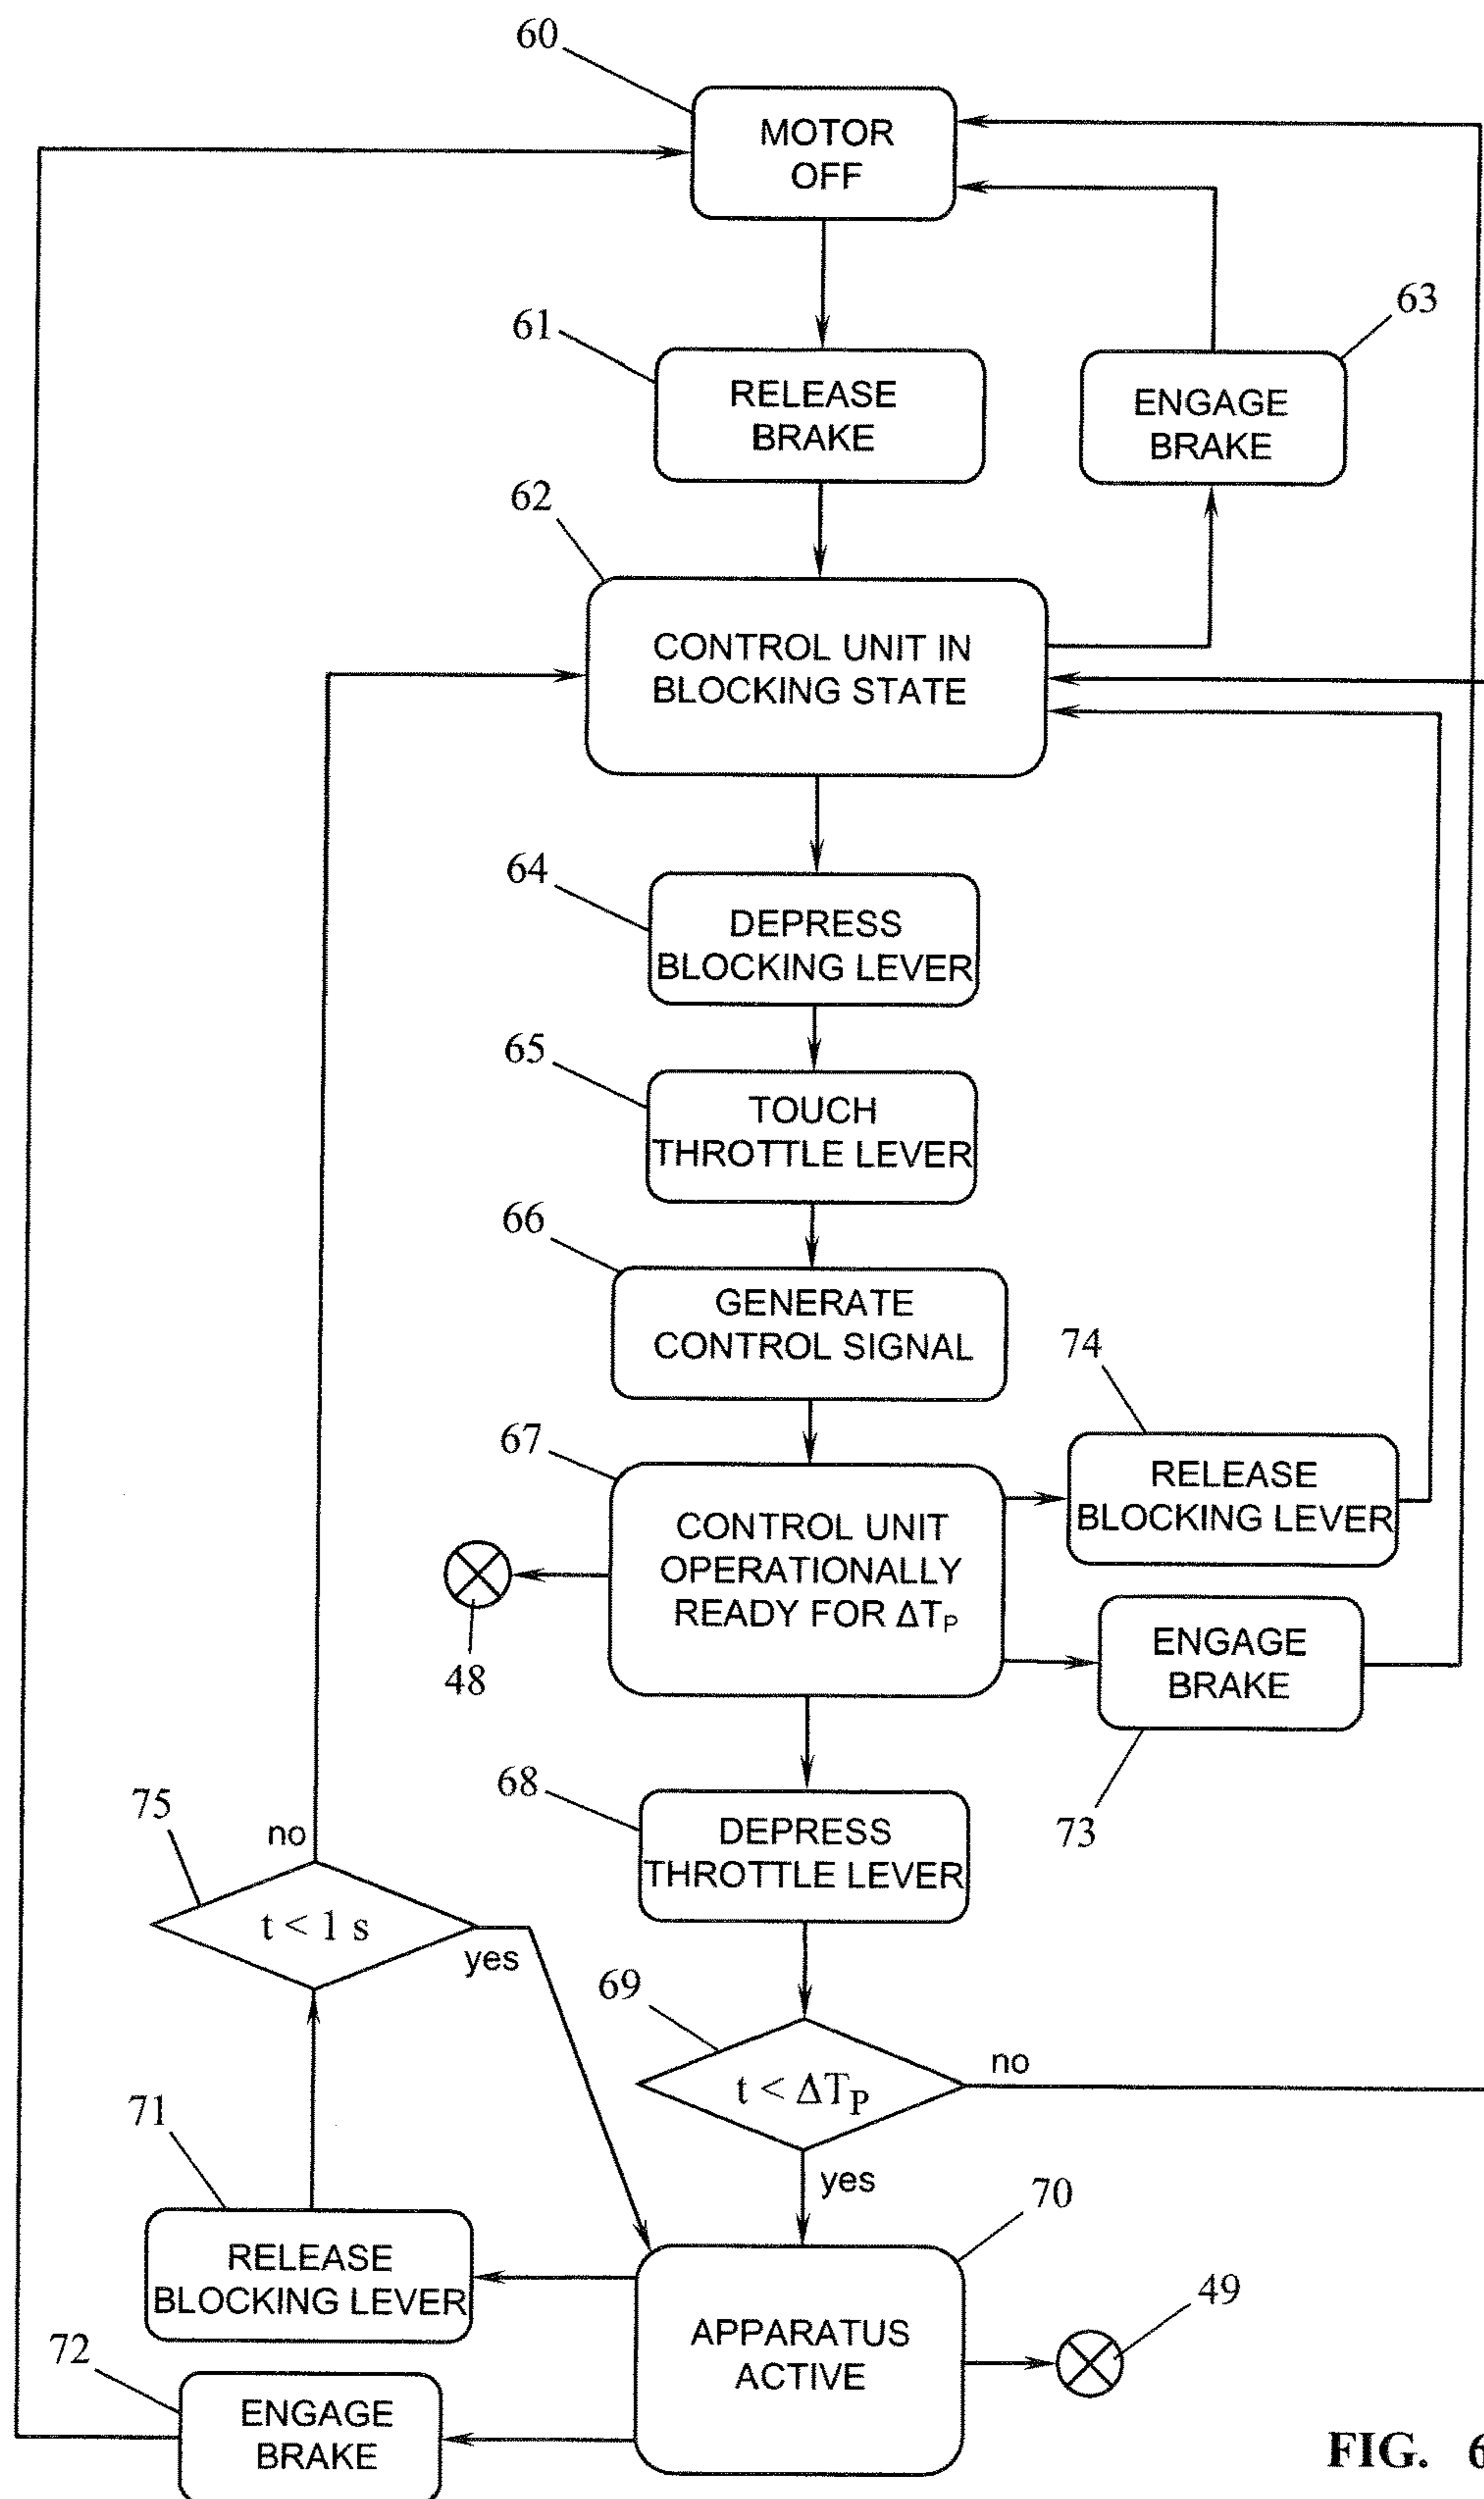 60
MOTOR
OFF
61
RELEASE
BRAKE
63
ENGAGE
BRAKE
62
CONTROL UNIT IN
BLOCKING STATE
64
DEPRESS
BLOCKING LEVER
65
TOUCH
THROTTLE LEVER
66
GENERATE
CONTROL SIGNAL
74
RELEASE
BLOCKING LEVER
67
CONTROL UNIT
OPERATIONALLY
READY FOR ΔTP
48
ENGAGE
BRAKE
73
68
DEPRESS
THROTTLE LEVER
75
no
t < 1 s
yes
69
t < ΔTP
no
yes
71
RELEASE
BLOCKING LEVER
70
APPARATUS
ACTIVE
49
72
ENGAGE
BRAKE
FIG. 6